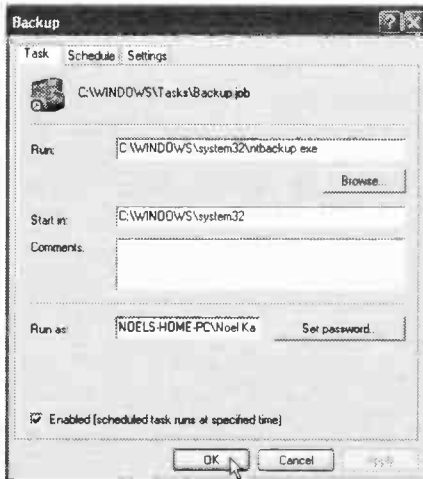 Backup
Task Schedule Settings
C:\WINDOWS\Tasks\Backup.job
Run: C:\WINDOWS\system32\ntbackup.exe
Browse...
Start in: C:\WINDOWS\system32
Comments:
Run as: NOELS-HOME-PC\Noel Ka Set password...
Enabled (scheduled task runs at specified time)
OK Cancel Apply